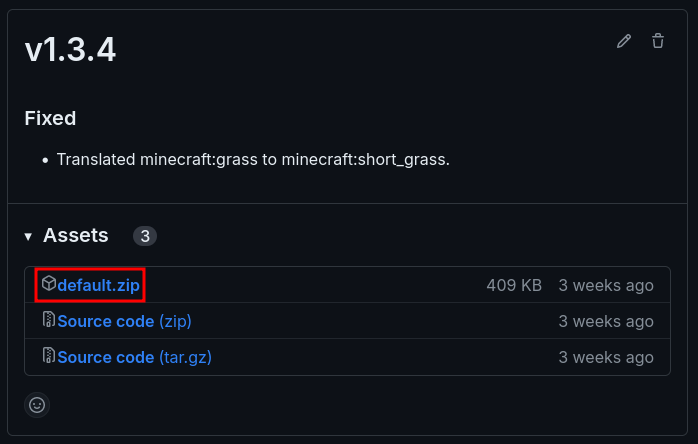 v1.3.4
Fixed
• Translated minecraft:grass to minecraft:short_grass.
Assets 3
default.zip 409 KB 3 weeks ago
Source code (zip) 3 weeks ago
Source code (tar.gz) 3 weeks ago